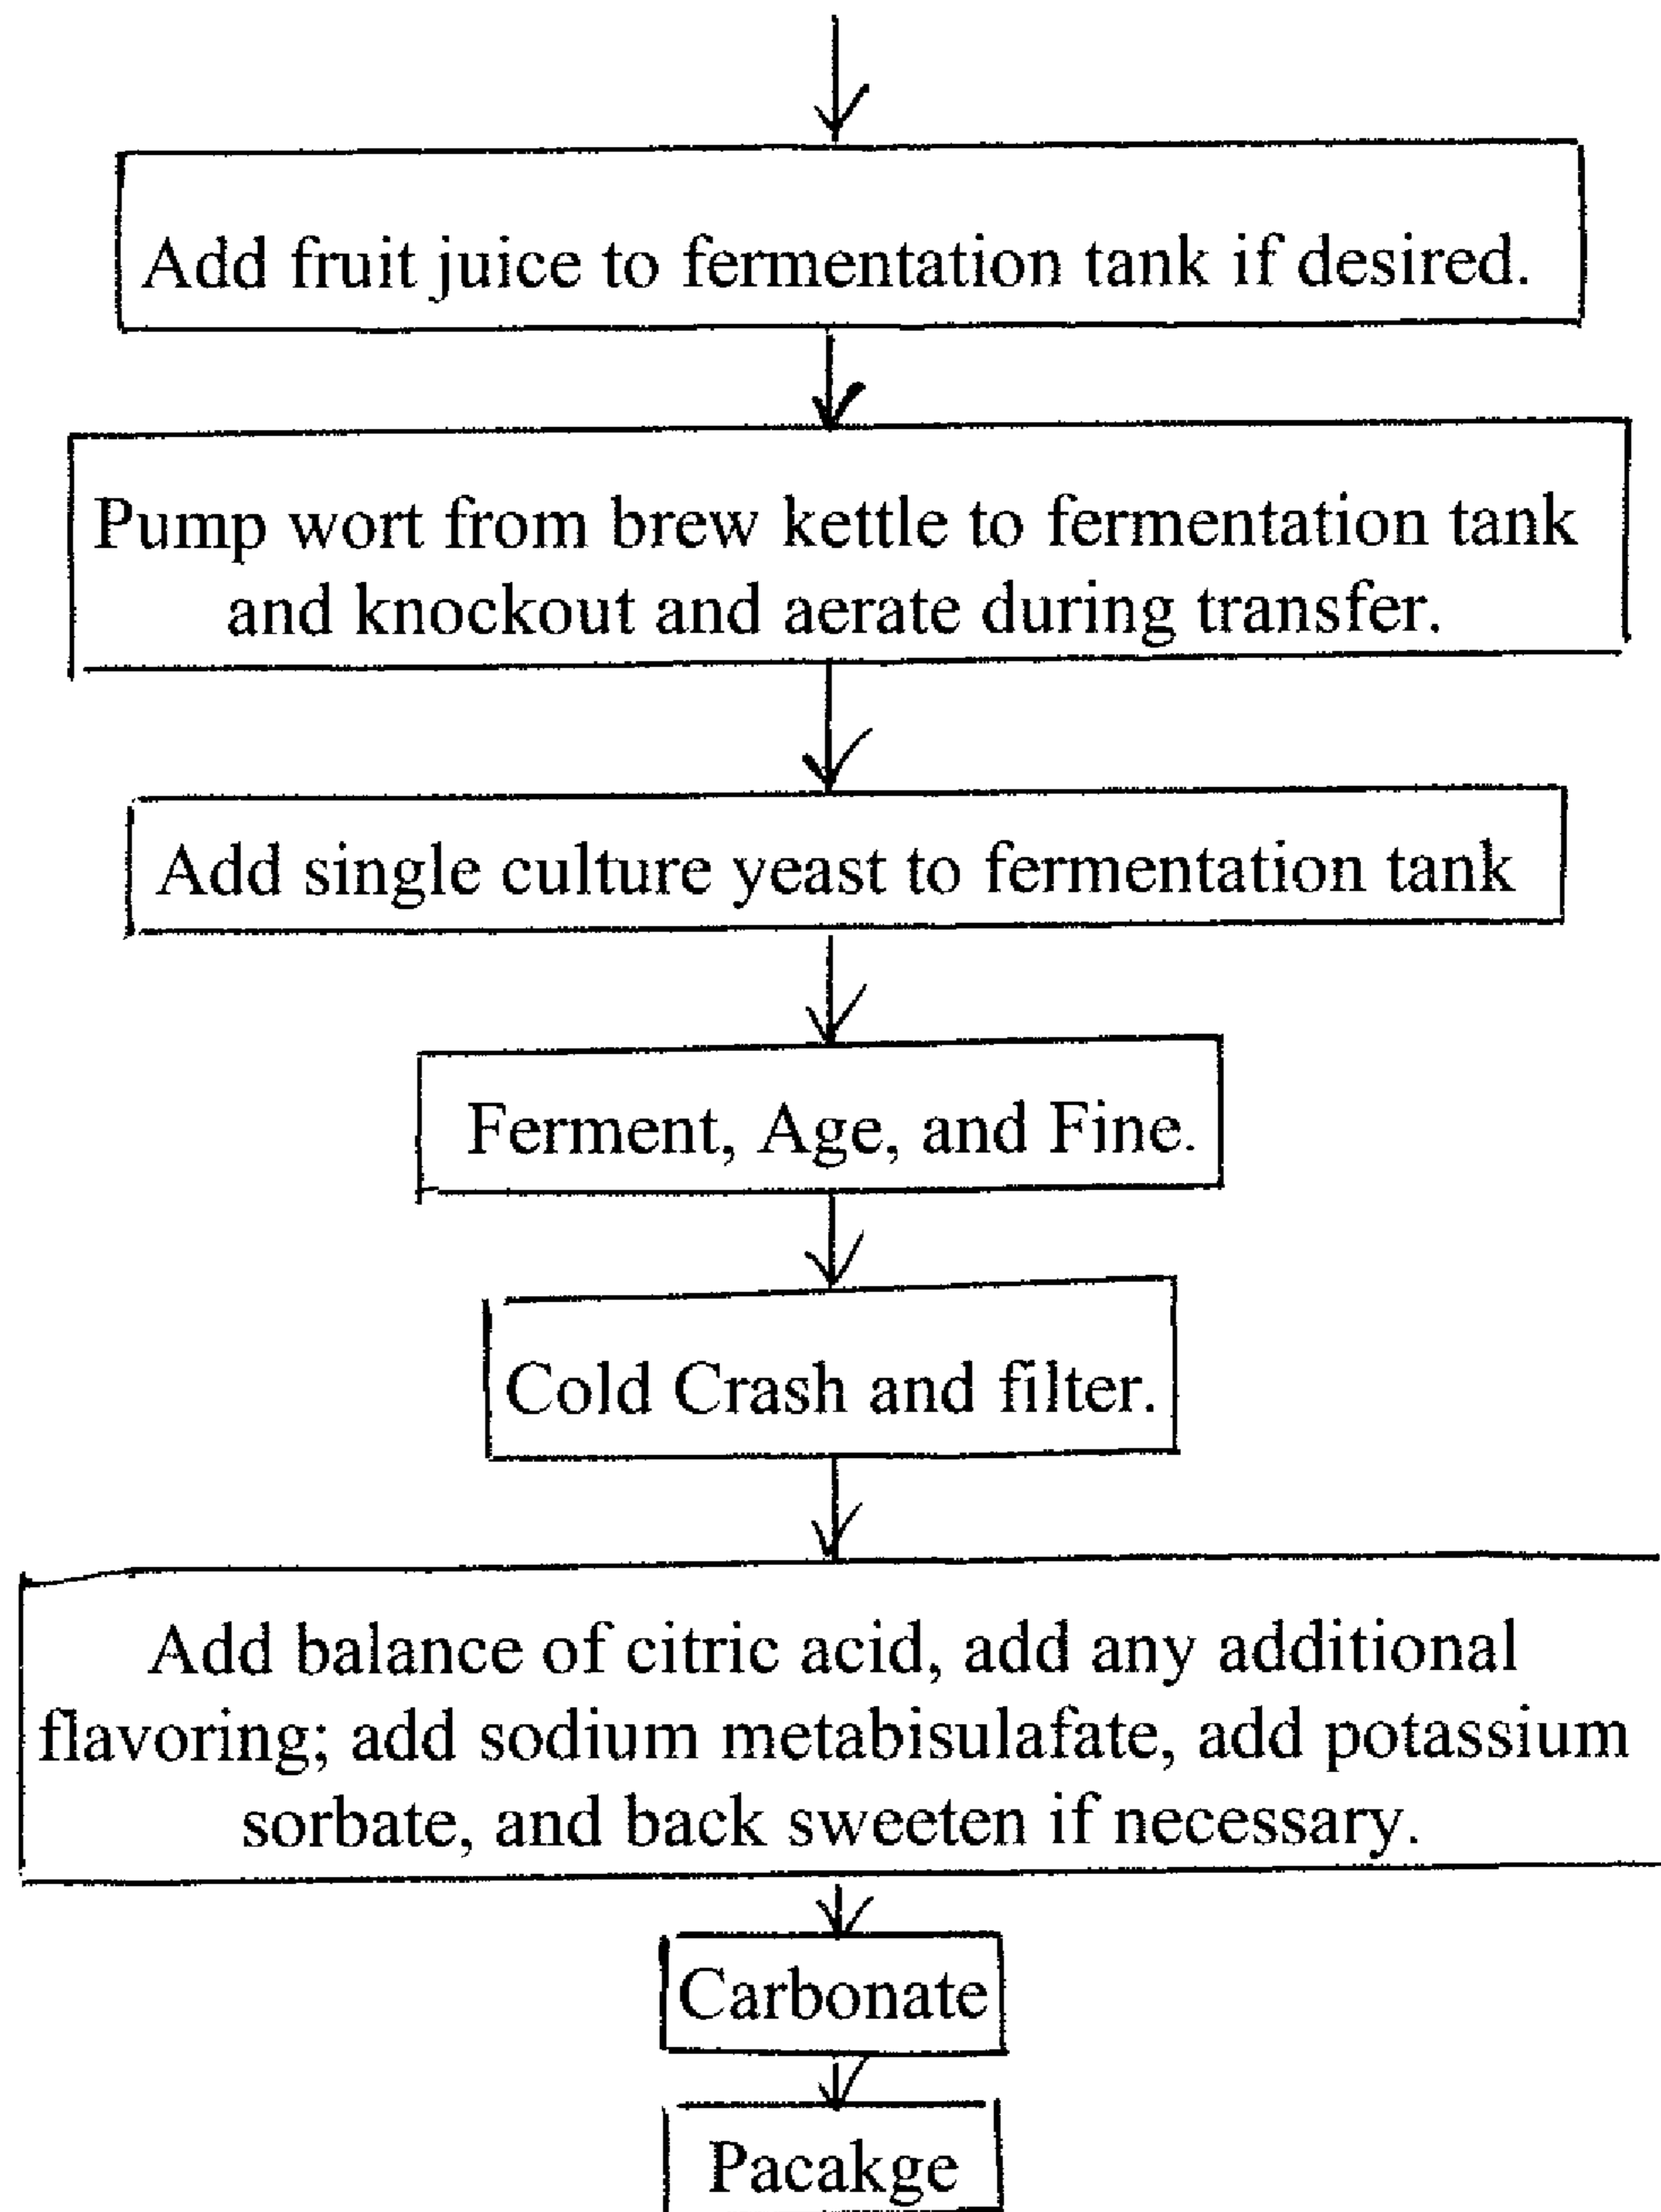 Add fruit juice to fermentation tank if desired.
Pump wort from brew kettle to fermentation tank
and knockout and aerate during transfer.
Add single culture yeast to fermentation tank
Ferment, Age, and Fine.
Cold Crash and filter.
Add balance of citric acid, add any additional
flavoring; add sodium metabisulafate, add potassium
sorbate, and back sweeten if necessary.
Carbonate
Pacakge